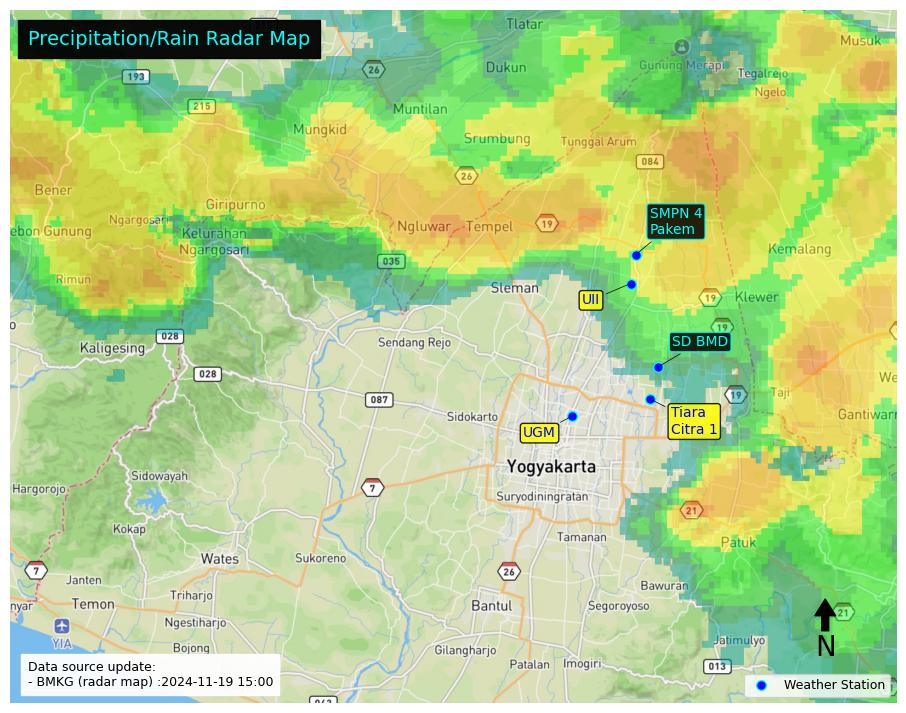 Precipitation/Rain Radar Map
Tlatar
Musuk
26
Dukun
Gunung Merapi
Tegalrejo
193
Ngelo
215
Muntilan
Mungkid
Srumbung
Tunggal Arum
084
26
Bener
Giripurno
SMPN 4
Pakem
Ngargosari
Ngluwar
Tempel
19
ebon Gunung
Kelurahan
Ngargosari
Kemalang
035
Rimun
Sleman
UII
19
Klewer
19
028
Kaligesing
Sendang Rejo
SD BMD
028
We
087
19
Taji
Sidokarto
Tiara
Citra 1
Gantiwarn
UGM
Yogyakarta
Sidowayah
Hargorojo
7
Suryodiningratan
21
Kokap
Tamanan
Patuk
Wates
Sukoreno
7
26
Janten
Bawuran
Triharjo
nyar
Temon
Bantul
Segoroyoso
21
Ngestiharjo
YIA
N
Jatimulyo
Bojong
Gilangharjo
Data source update:
- BMKG (radar map) :2024-11-19 15:00
Patalan
Imogiri
013
Weather Station